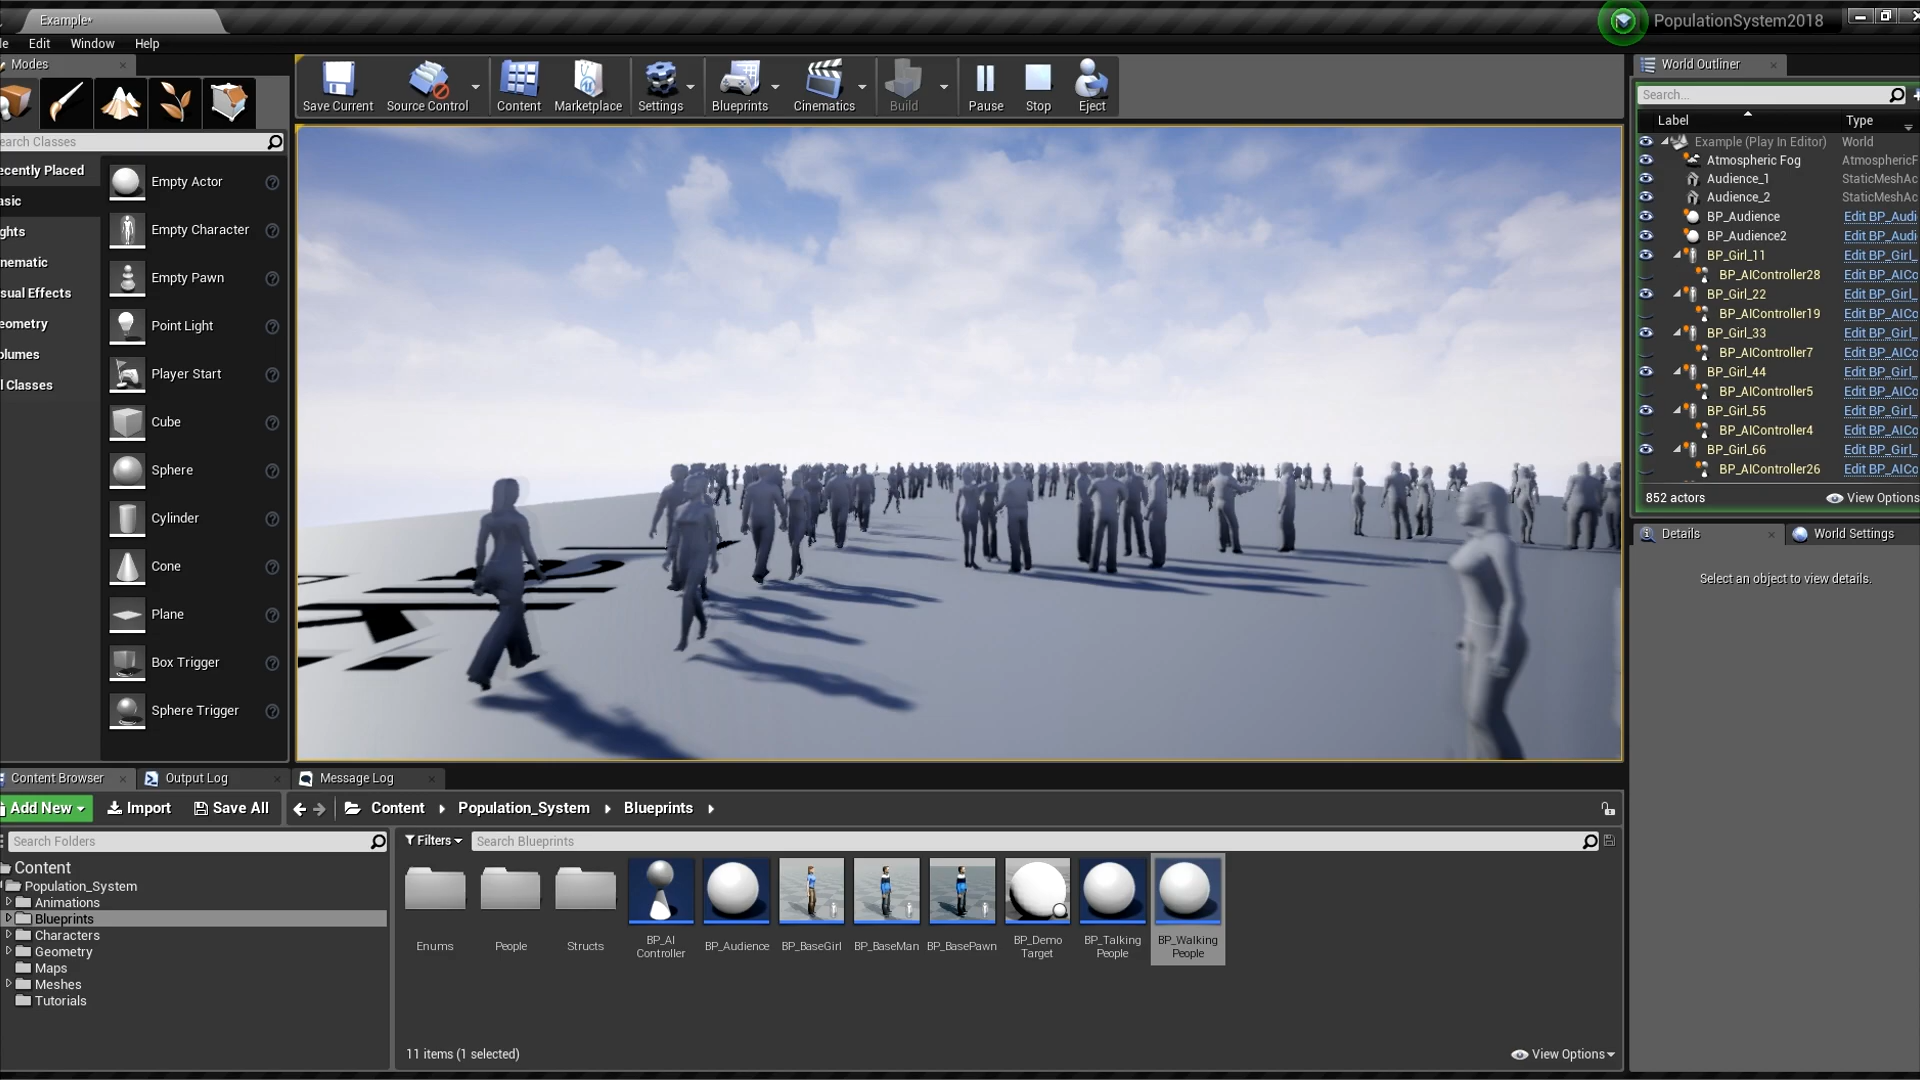 Example*
PopulationSystem2018
Edit Window Help
Modes
World Outliner
Save Current Source Control Content Marketplace Settings Blueprints Cinematics Build Pause Stop Eject
Search...
Label Type
Example (Play In Editor) World
Atmospheric Fog
Audience_1
Audience_2
BP_Audience
BP_Audience2
BP_Girl_11
BP_AIController28
BP_Girl_22
BP_AIController19
BP_Girl_33
BP_AIController7
BP_Girl_44
BP_AIController5
BP_Girl_55
BP_AIController4
BP_Girl_66
BP_AIController26
852 actors View Options
Details World Settings
Select an object to view details.
Empty Actor
Empty Character
Empty Pawn
Point Light
Player Start
Cube
Sphere
Cylinder
Cone
Plane
Box Trigger
Sphere Trigger
Content Browser Output Log Message Log
Add New Import Save All Content Population_System Blueprints
Search Folders
Filters Search Blueprints
Content
Population_System
Animations
Blueprints
Characters
Geometry
Maps
Meshes
Tutorials
Enums
People
Structs
BP_AI
Controller
BP_Audience
BP_BaseGirl
BP_BaseMan
BP_BasePawn
BP_Demo
Target
BP_Talking
People
BP_Walking
People
11 items (1 selected) View Options